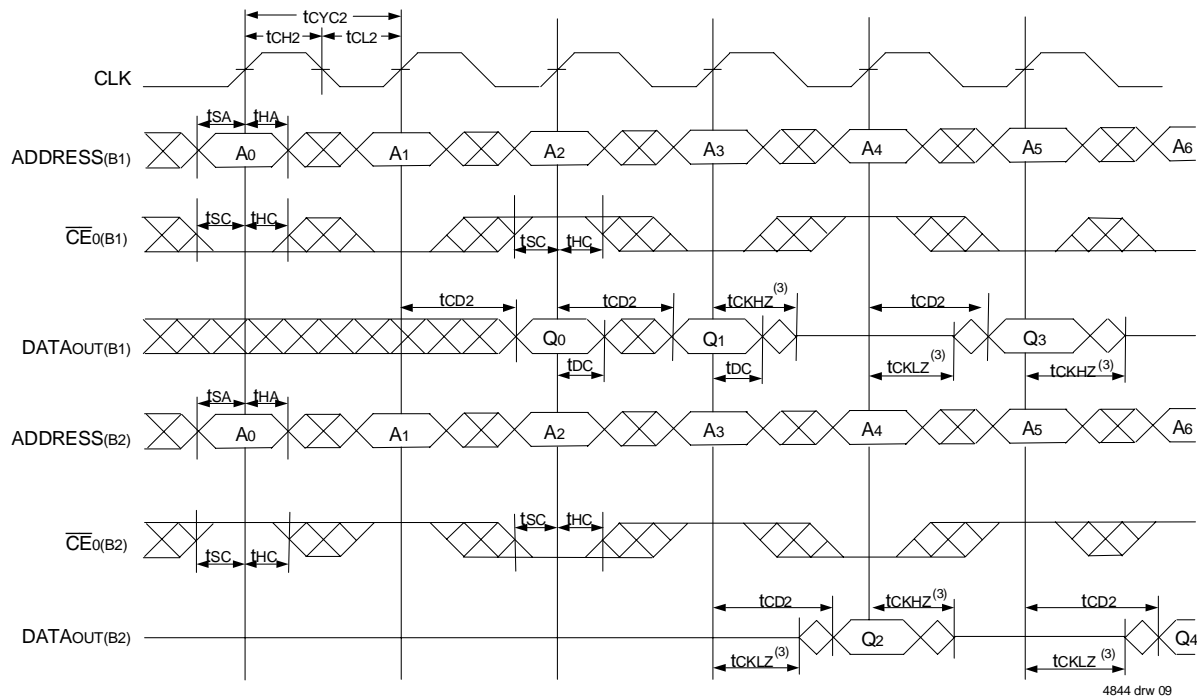 tCYC2
tCH2 tCL2
CLK
tSA tHA
ADDRESS(B1) A0 A1 A2 A3 A4 A5 A6
tSC tHC
CE0(B1) tSC tHC
tCD2 tCD2 tCKHZ(3) tCD2
DATAOUT(B1) Q0 Q1 Q3
tDC tDC tCKLZ(3) tCKHZ(3)
tSA tHA
ADDRESS(B2) A0 A1 A2 A3 A4 A5 A6
tSC tHC
CE0(B2)
tSC tHC
tCD2 tCKHZ(3) tCD2
DATAOUT(B2) Q2 Q4
tCKLZ(3) tCKLZ(3)
4844 drw 09